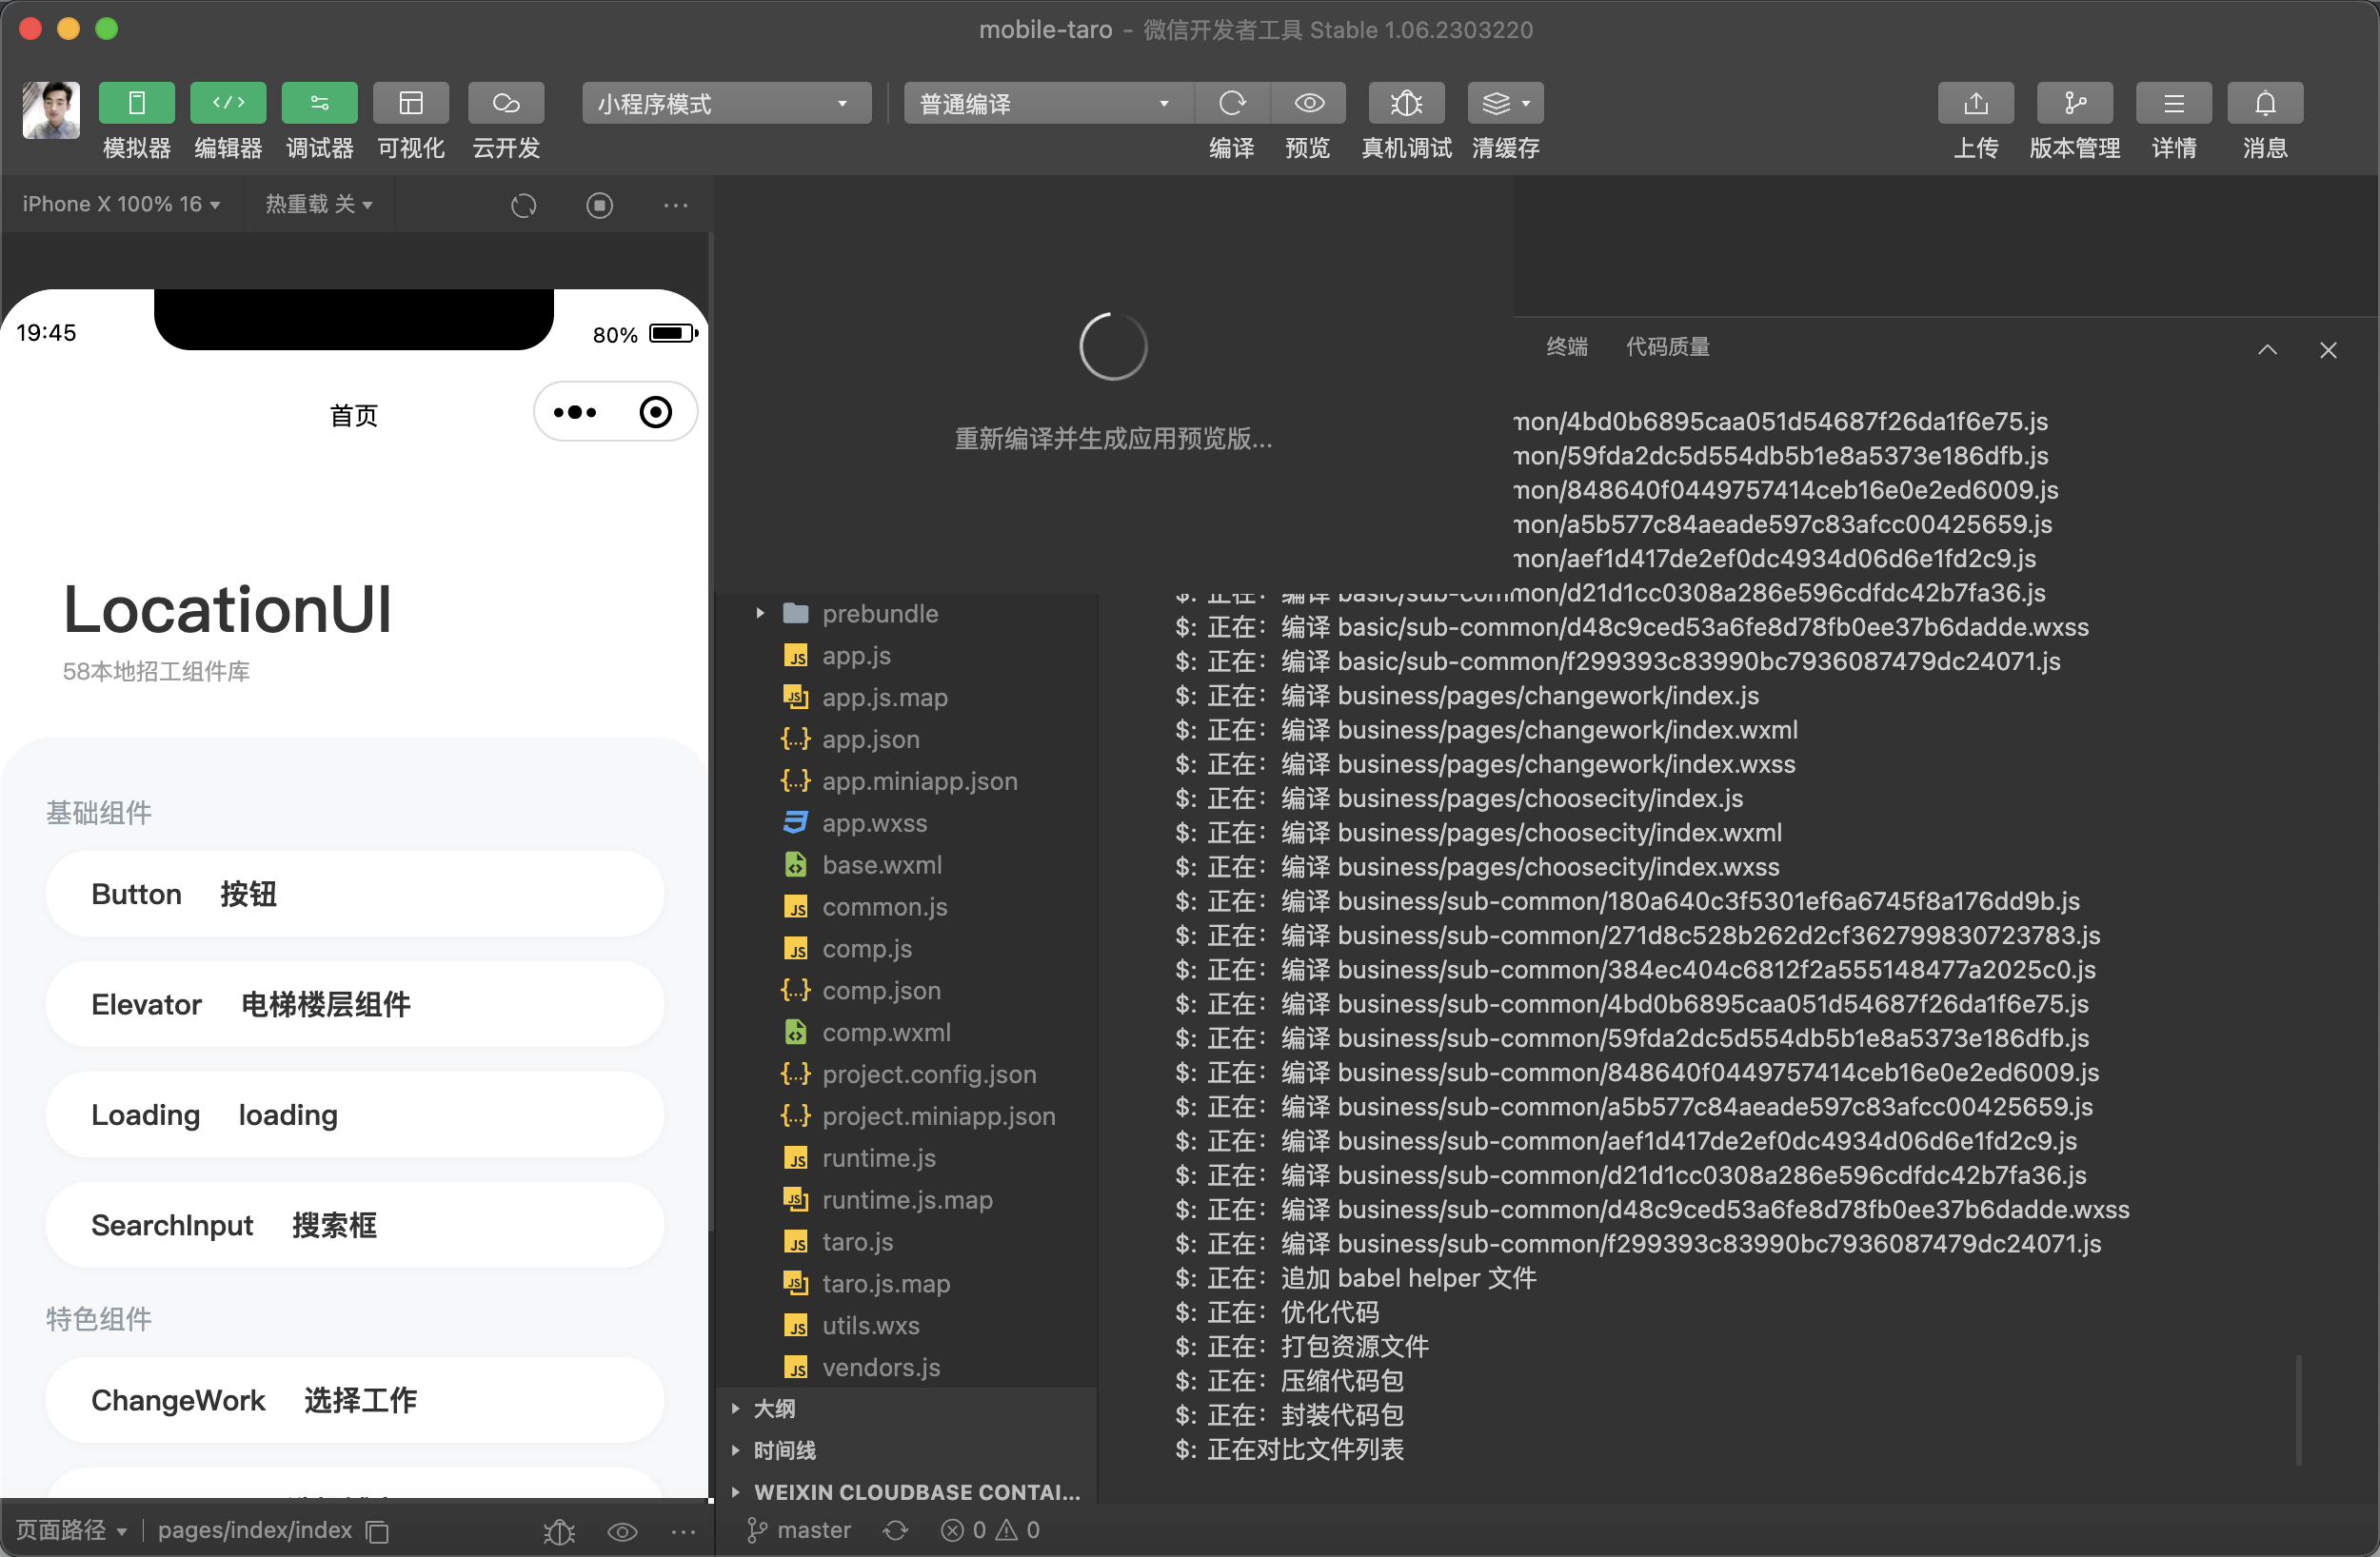 mobile-taro - 微信开发者工具 Stable 1.06.2303220
模拟器
编辑器
调试器
可视化
云开发
小程序模式
普通编译
编译
预览
真机调试
清缓存
上传
版本管理
详情
消息
iPhone X 100% 16
热重载 关
19:45
80%
首页
LocationUI
58本地招工组件库
基础组件
Button 按钮
Elevator 电梯楼层组件
Loading loading
SearchInput 搜索框
特色组件
ChangeWork 选择工作
页面路径
pages/index/index
重新编译并生成应用预览版...
终端
代码质量
prebundle
app.js
app.js.map
app.json
app.miniapp.json
app.wxss
base.wxml
common.js
comp.js
comp.json
comp.wxml
project.config.json
project.miniapp.json
runtime.js
runtime.js.map
taro.js
taro.js.map
utils.wxs
vendors.js
大纲
时间线
WEIXIN CLOUDBASE CONTAI...
master
0
0
mon/4bd0b6895caa051d54687f26da1f6e75.js
mon/59fda2dc5d554db5b1e8a5373e186dfb.js
mon/848640f0449757414ceb16e0e2ed6009.js
mon/a5b577c84aeade597c83afcc00425659.js
mon/aef1d417de2ef0dc4934d06d6e1fd2c9.js
$: 正在: 编译 basic/sub-common/d21d1cc0308a286e596cdfdc42b7fa36.js
$: 正在: 编译 basic/sub-common/d48c9ced53a6fe8d78fb0ee37b6dadde.wxss
$: 正在: 编译 basic/sub-common/f299393c83990bc7936087479dc24071.js
$: 正在: 编译 business/pages/changework/index.js
$: 正在: 编译 business/pages/changework/index.wxml
$: 正在: 编译 business/pages/changework/index.wxss
$: 正在: 编译 business/pages/choosecity/index.js
$: 正在: 编译 business/pages/choosecity/index.wxml
$: 正在: 编译 business/pages/choosecity/index.wxss
$: 正在: 编译 business/sub-common/180a640c3f5301ef6a6745f8a176dd9b.js
$: 正在: 编译 business/sub-common/271d8c528b262d2cf362799830723783.js
$: 正在: 编译 business/sub-common/384ec404c6812f2a555148477a2025c0.js
$: 正在: 编译 business/sub-common/4bd0b6895caa051d54687f26da1f6e75.js
$: 正在: 编译 business/sub-common/59fda2dc5d554db5b1e8a5373e186dfb.js
$: 正在: 编译 business/sub-common/848640f0449757414ceb16e0e2ed6009.js
$: 正在: 编译 business/sub-common/a5b577c84aeade597c83afcc00425659.js
$: 正在: 编译 business/sub-common/aef1d417de2ef0dc4934d06d6e1fd2c9.js
$: 正在: 编译 business/sub-common/d21d1cc0308a286e596cdfdc42b7fa36.js
$: 正在: 编译 business/sub-common/d48c9ced53a6fe8d78fb0ee37b6dadde.wxss
$: 正在: 编译 business/sub-common/f299393c83990bc7936087479dc24071.js
$: 正在: 追加 babel helper 文件
$: 正在: 优化代码
$: 正在: 打包资源文件
$: 正在: 压缩代码包
$: 正在: 封装代码包
$: 正在对比文件列表